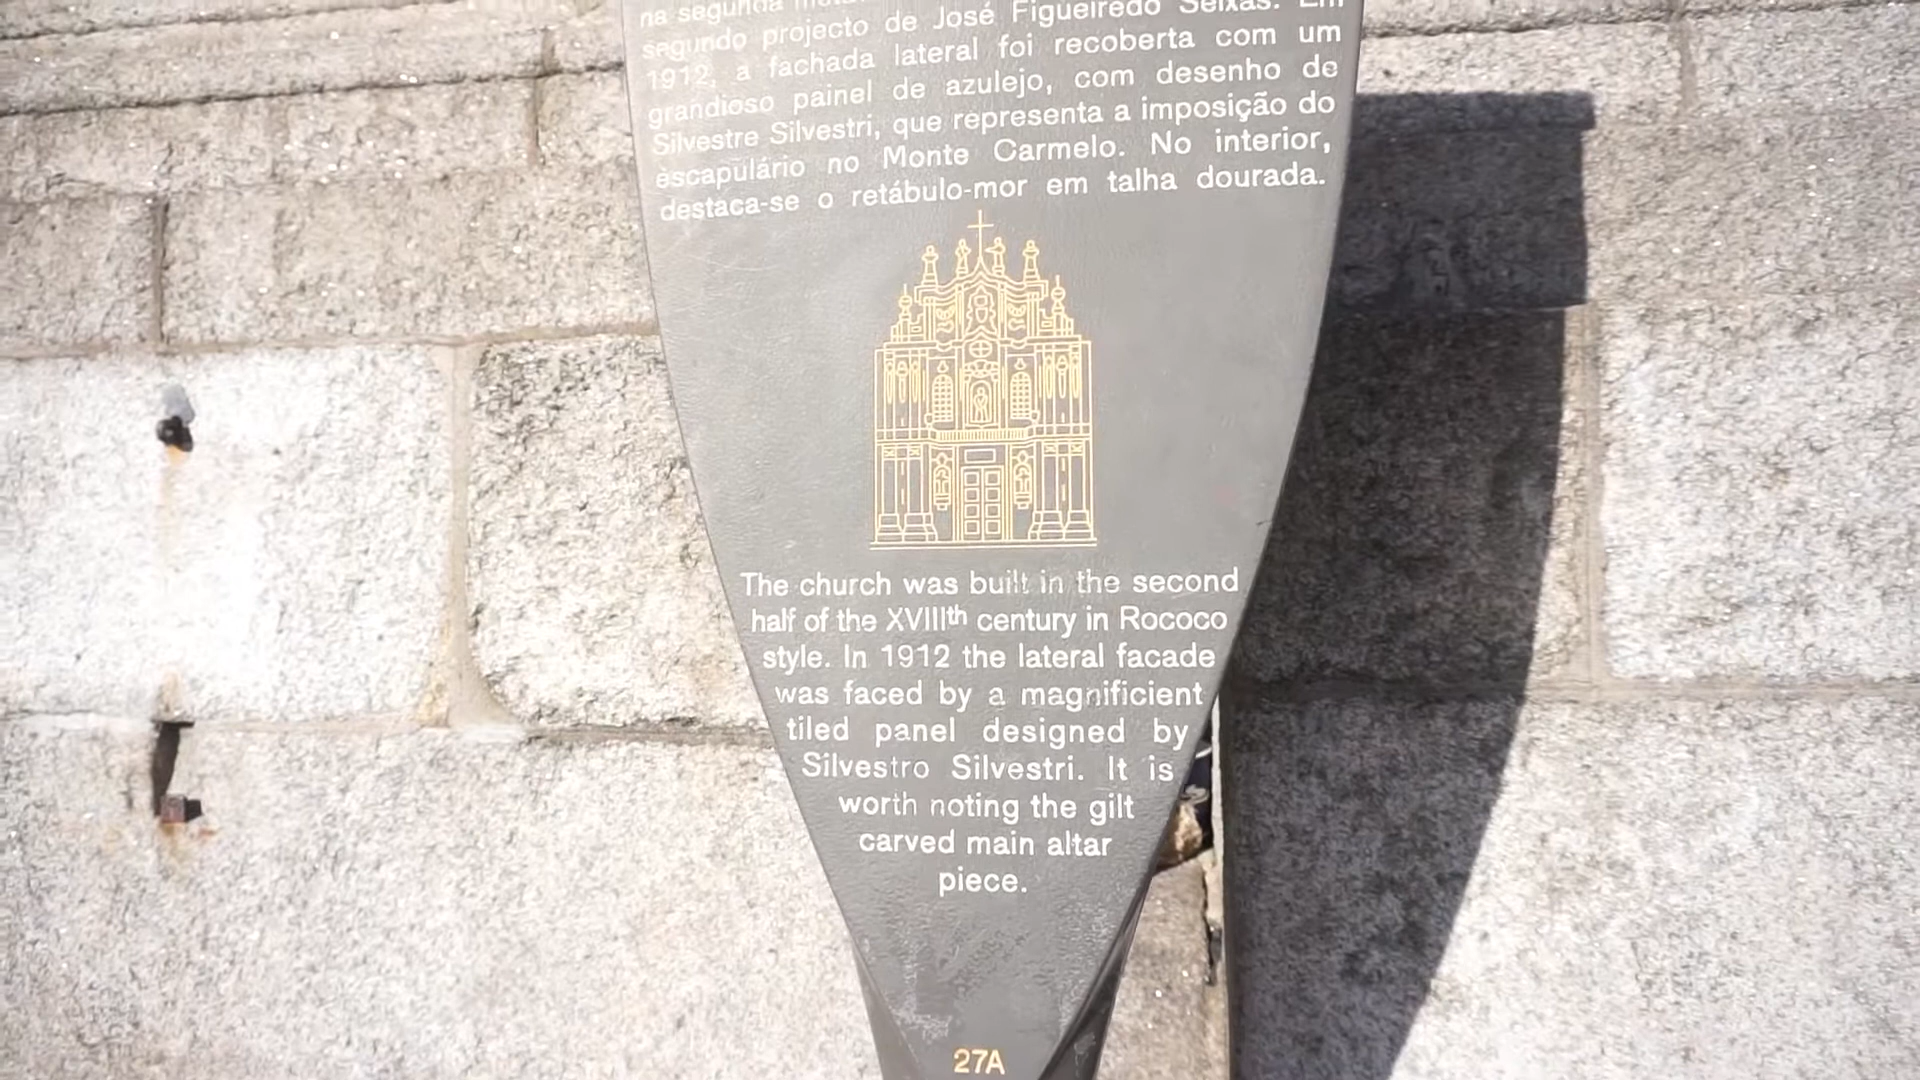 na segunda
segundo projecto de José Figueiredo Seixas. Em
1912, a fachada lateral foi recoberta com um
grandioso painel de azulejo, com desenho de
Silvestre Silvestri, que representa a imposição do
escapulário no Monte Carmelo. No interior,
destaca-se o retábulo-mor em talha dourada.
The church was built in the second
half of the XVIIIth century in Rococo
style. In 1912 the lateral facade
was faced by a magnificient
tiled panel designed by
Silvestro Silvestri. It is
worth noting the gilt
carved main altar
piece.
27A